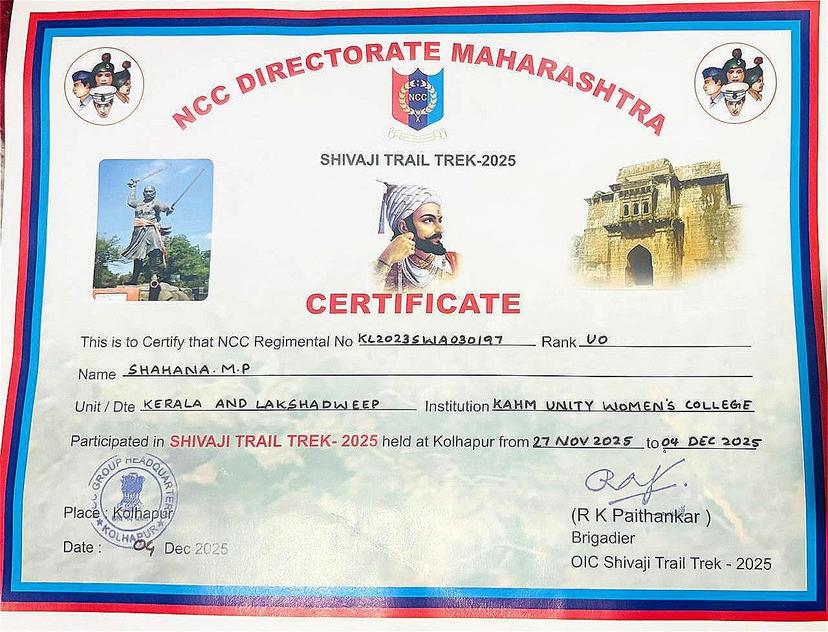 NCC DIRECTORATE MAHARASHTRA
NCC
SHIVAJI TRAIL TREK-2025
CERTIFICATE
This is to Certify that NCC Regimental No KL2023SWA030197 Rank UO
Name SHAHANA. M.P
Unit / Dte KERALA AND LAKSHADWEEP Institution KAHM UNITY WOMEN'S COLLEGE
Participated in SHIVAJI TRAIL TREK- 2025 held at Kolhapur from 27 NOV 2025 to 04 DEC 2025
GROUP HEADQUARTER
KOLHAPUR
Place : Kolhapur
Date : 04 Dec 2025
(R K Paithankar )
Brigadier
OIC Shivaji Trail Trek - 2025